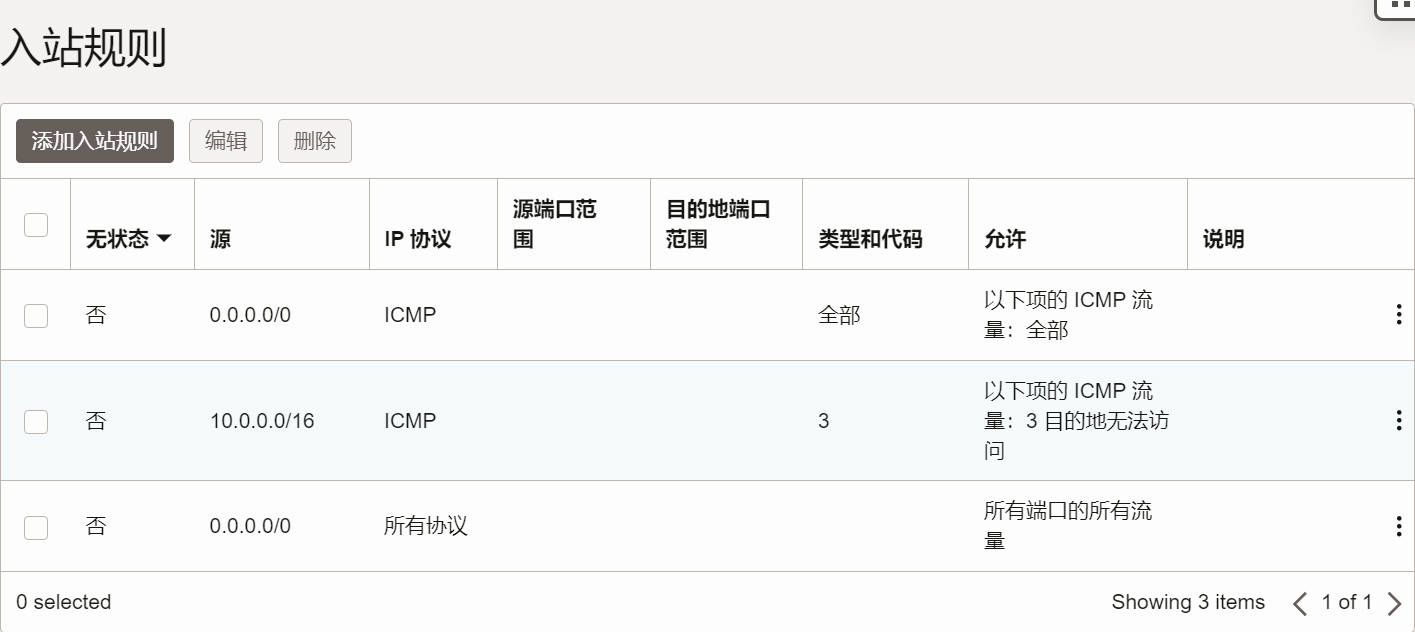 入站规则
添加入站规则 编辑 删除
无状态 源 IP 协议 源端口范围 目的地端口范围 类型和代码 允许 说明
否 0.0.0.0/0 ICMP 全部 以下项的 ICMP 流量：全部
否 10.0.0.0/16 ICMP 3 以下项的 ICMP 流量：3 目的地无法访问
否 0.0.0.0/0 所有协议 所有端口的所有流量
0 selected Showing 3 items 1 of 1